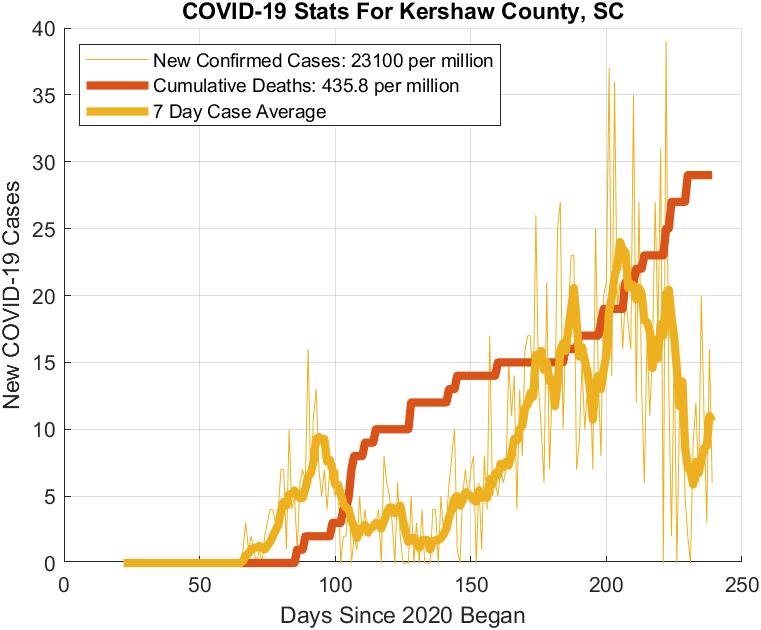 COVID-19 Stats For Kershaw County, SC
New Confirmed Cases: 23100 per million
Cumulative Deaths: 435.8 per million
7 Day Case Average
New COVID-19 Cases
40
35
30
25
20
15
10
5
0
0 50 100 150 200 250
Days Since 2020 Began